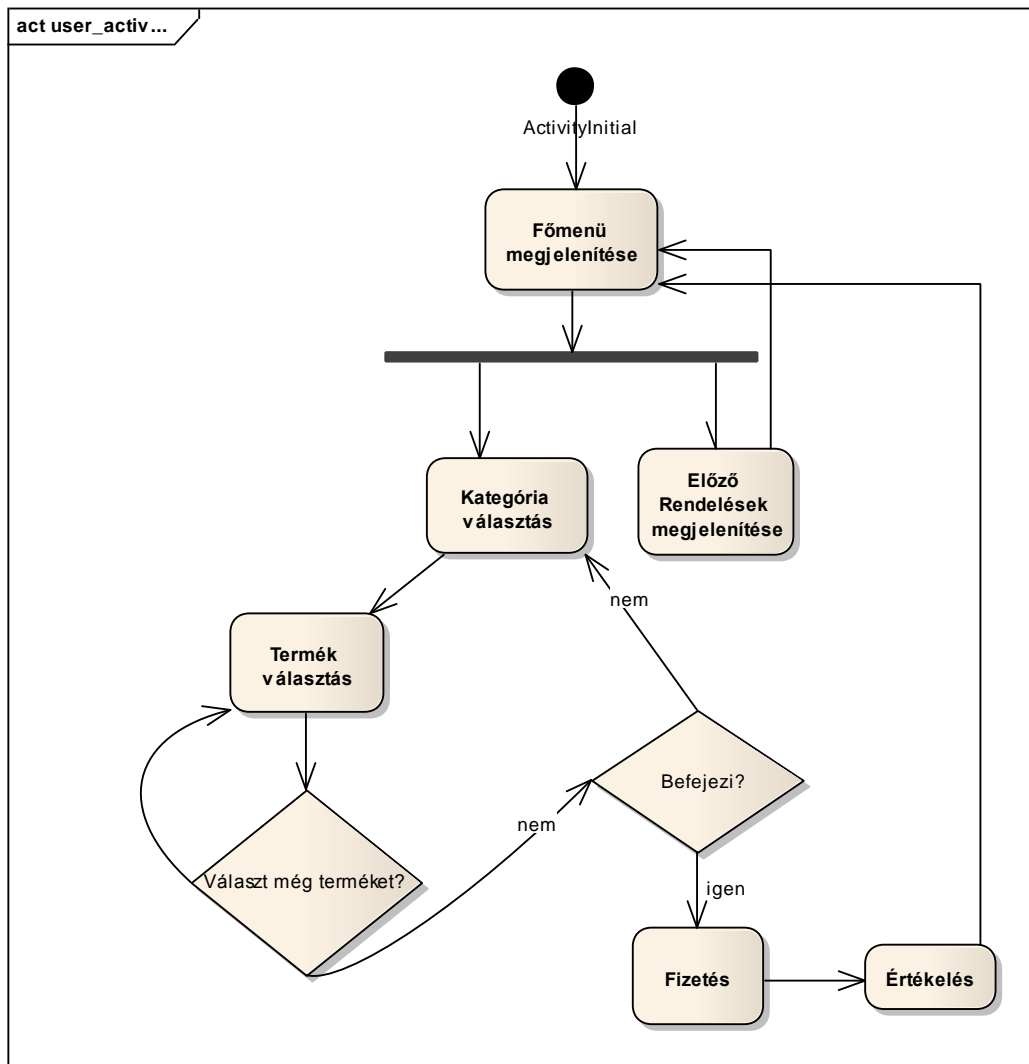 act user_activ...
ActivityInitial
Főmenü
megjelenítése
Kategória
választás
Előző
Rendelések
megjelenítése
nem
Termék
választás
Befejezi?
nem
Választ még terméket?
igen
Fizetés
Értékelés